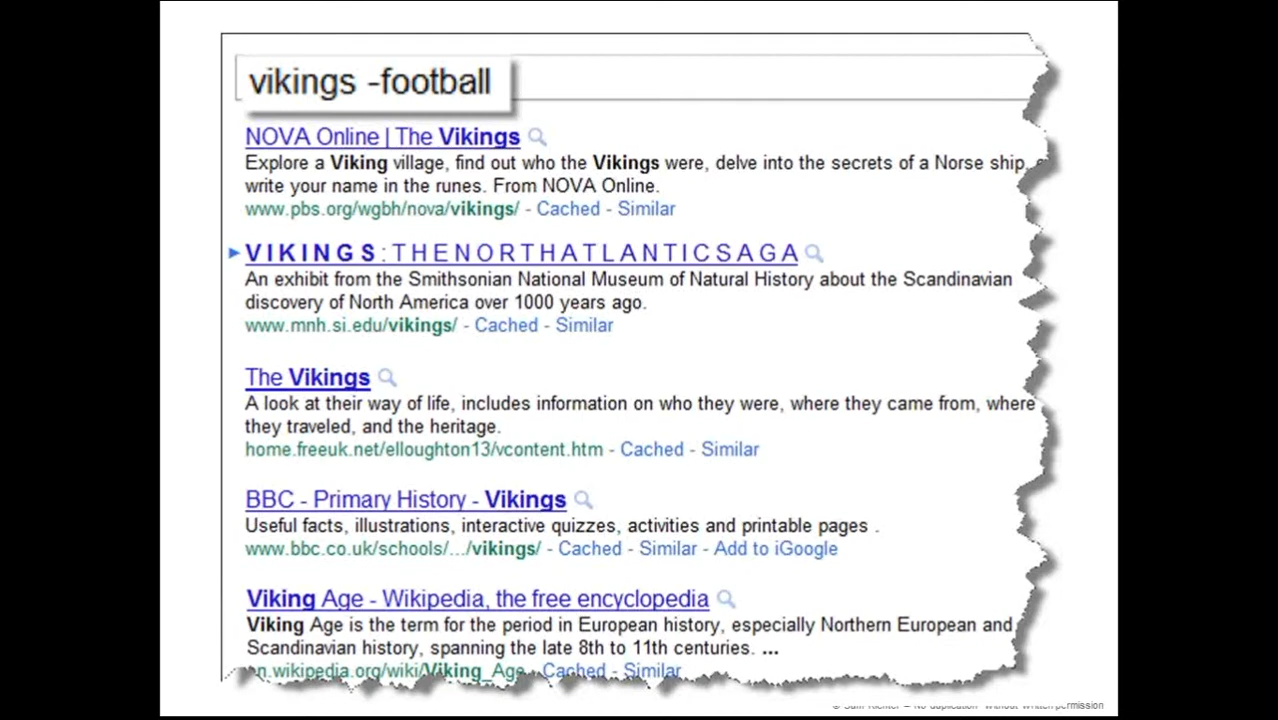 vikings -football
NOVA Online | The Vikings
Explore a Viking village, find out who the Vikings were, delve into the secrets of a Norse ship,
write your name in the runes. From NOVA Online.
www.pbs.org/wgbh/nova/vikings/ - Cached - Similar
V I K I N G S : T H E N O R T H A T L A N T I C S A G A
An exhibit from the Smithsonian National Museum of Natural History about the Scandinavian
discovery of North America over 1000 years ago.
www.mnh.si.edu/vikings/ - Cached - Similar
The Vikings
A look at their way of life, includes information on who they were, where they came from, where
they traveled, and the heritage.
home.freeuk.net/elloughton13/vcontent.htm - Cached - Similar
BBC - Primary History - Vikings
Useful facts, illustrations, interactive quizzes, activities and printable pages .
www.bbc.co.uk/schools/.../vikings/ - Cached - Similar - Add to iGoogle
Viking Age - Wikipedia, the free encyclopedia
Viking Age is the term for the period in European history, especially Northern European and
Scandinavian history, spanning the late 8th to 11th centuries. ...
n.wikipedia.org/wiki/Viking_Age - Cached - Similar
© Sam Richter – No duplication without written permission